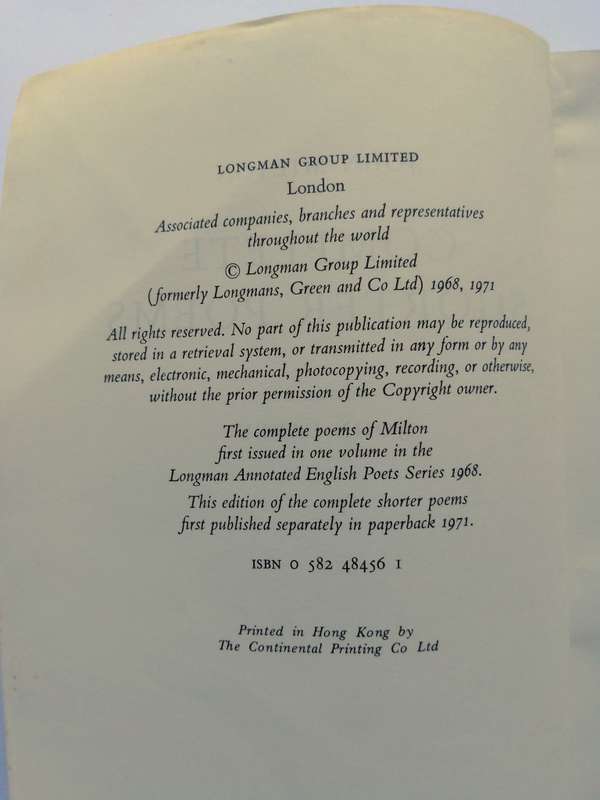 LONGMAN GROUP LIMITED
London
Associated companies, branches and representatives
throughout the world
© Longman Group Limited
(formerly Longmans, Green and Co Ltd) 1968, 1971
All rights reserved. No part of this publication may be reproduced,
stored in a retrieval system, or transmitted in any form or by any
means, electronic, mechanical, photocopying, recording, or otherwise,
without the prior permission of the Copyright owner.
The complete poems of Milton
first issued in one volume in the
Longman Annotated English Poets Series 1968.
This edition of the complete shorter poems
first published separately in paperback 1971.
ISBN 0 582 48456 1
Printed in Hong Kong by
The Continental Printing Co Ltd